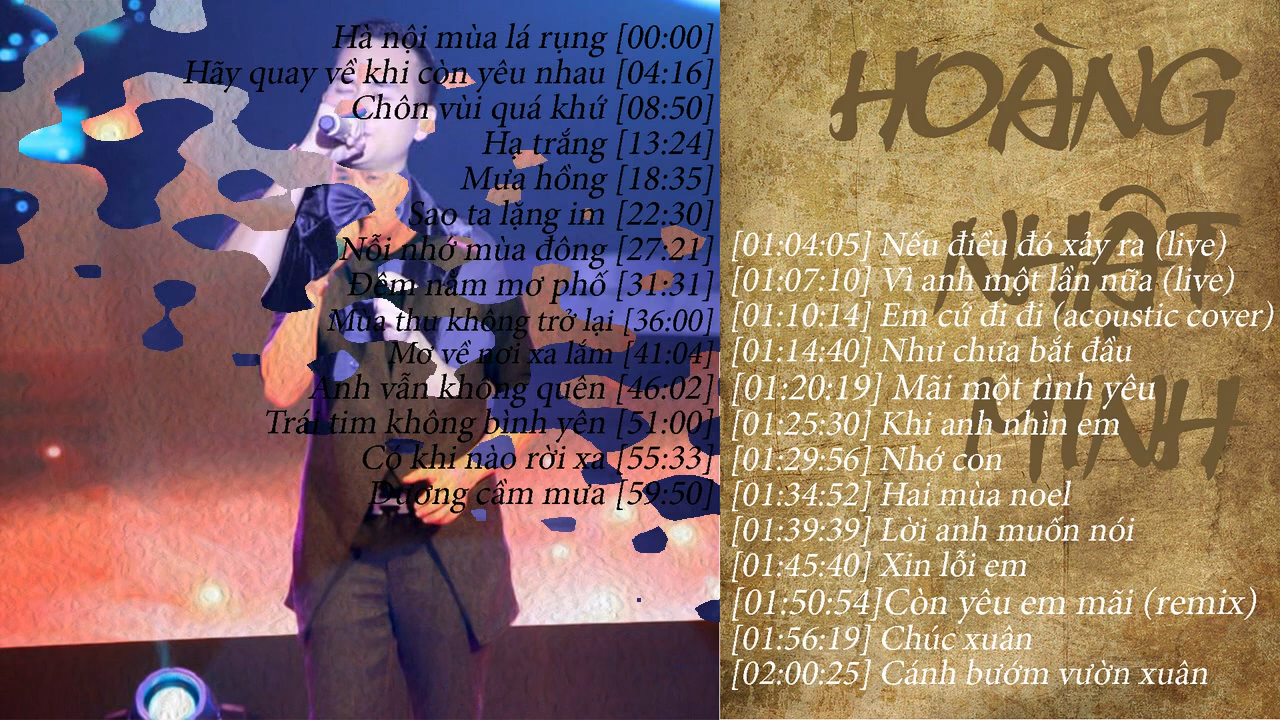 Hà nội mùa lá rụng [00:00]
Hãy quay về khi còn yêu nhau [04:16]
Chôn vùi quá khứ [08:50]
Hạ trắng [13:24]
Mưa hồng [18:35]
Sao ta lặng im [22:30]
Nỗi nhớ mùa đông [27:21]
Đêm nằm mơ phố [31:31]
Mùa thu không trở lại [36:00]
Mơ về nơi xa lắm [41:04]
Anh vẫn không quên [46:02]
Trái tim không bình yên [51:00]
Có khi nào rời xa [55:33]
Dương cầm mưa [59:50]
HOÀNG
NHẬT
MINH
[01:04:05] Nếu điều đó xảy ra (live)
[01:07:10] Vì anh một lần nữa (live)
[01:10:14] Em cứ đi đi (acoustic cover)
[01:14:40] Như chưa bắt đầu
[01:20:19] Mãi một tình yêu
[01:25:30] Khi anh nhìn em
[01:29:56] Nhớ con
[01:34:52] Hai mùa noel
[01:39:39] Lời anh muốn nói
[01:45:40] Xin lỗi em
[01:50:54]Còn yêu em mãi (remix)
[01:56:19] Chúc xuân
[02:00:25] Cánh bướm vườn xuân